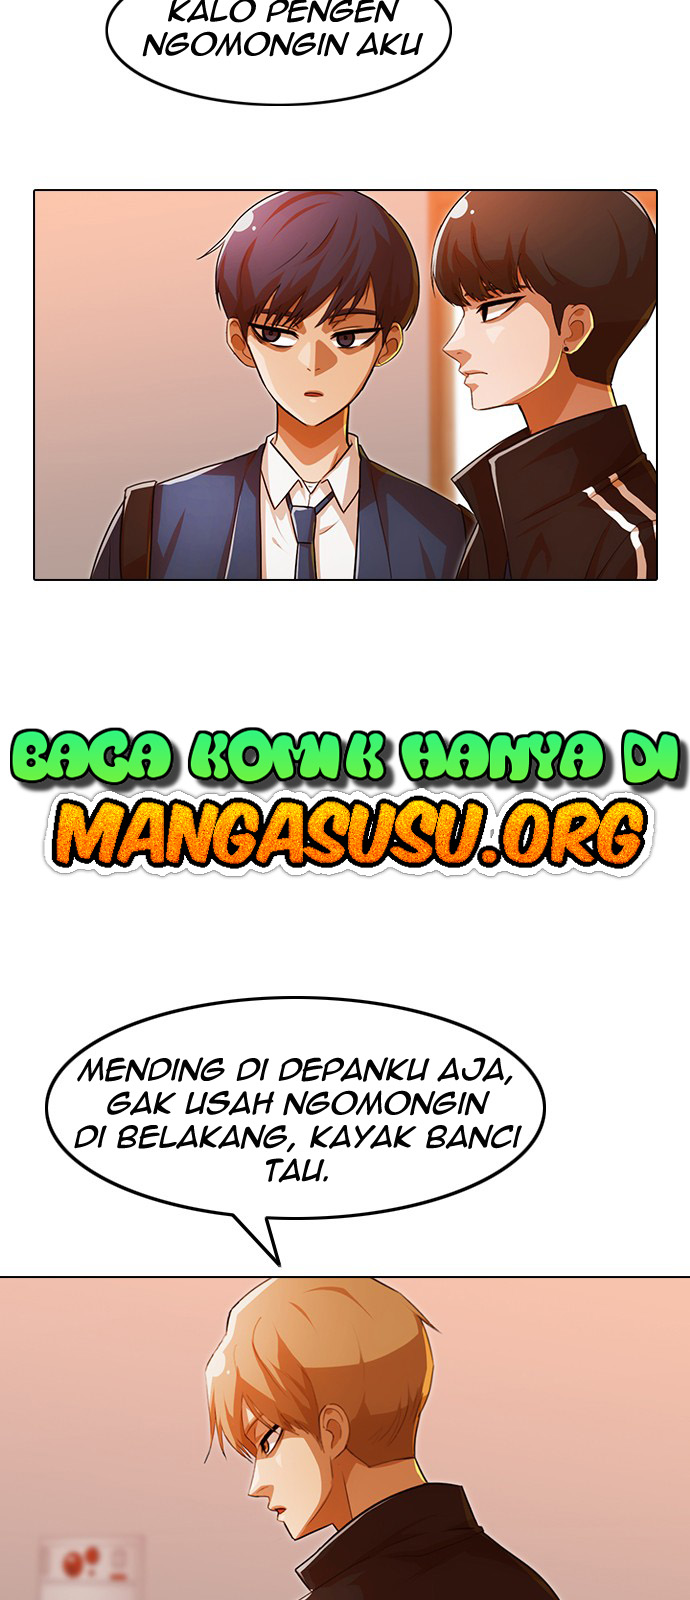 KALO PENGEN
NGOMONGIN AKU
BACA KOMIK HANYA DI
MANGASUSU.ORG
MENDING DI DEPANKU AJA,
GAK USAH NGOMONGIN
DI BELAKANG, KAYAK BANCI
TAU.